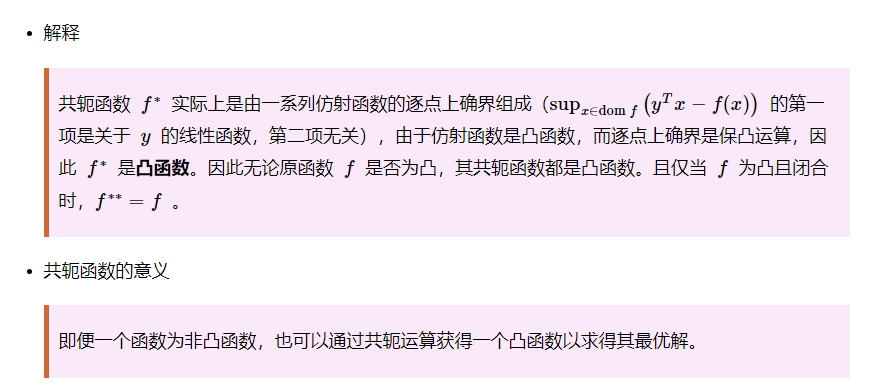 • 解释
共轭函数 f* 实际上是由一系列仿射函数的逐点上确界组成（sup_{x∈dom f} (y^T x − f(x)) 的第一
项是关于 y 的线性函数，第二项无关），由于仿射函数是凸函数，而逐点上确界是保凸运算，因
此 f* 是凸函数。因此无论原函数 f 是否为凸，其共轭函数都是凸函数。且仅当 f 为凸且闭合
时，f** = f 。
• 共轭函数的意义
即便一个函数为非凸函数，也可以通过共轭运算获得一个凸函数以求得其最优解。